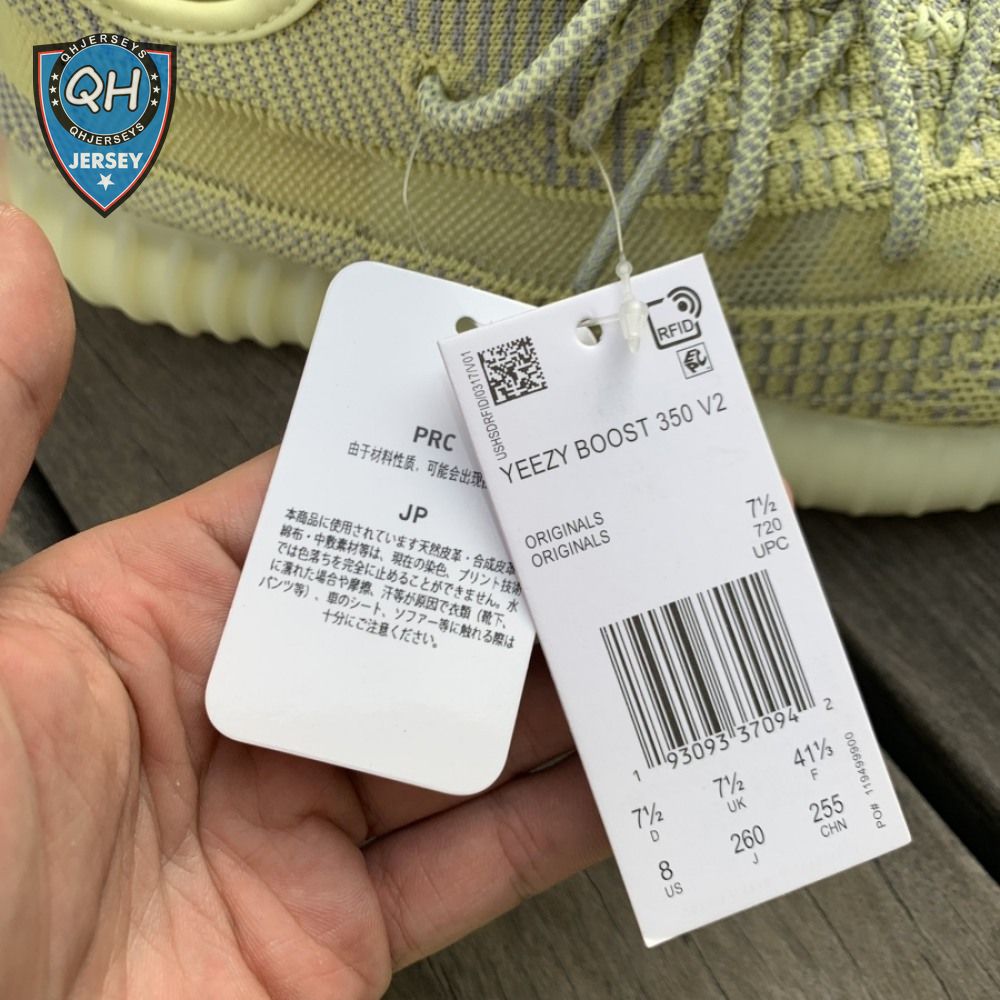 QHJERSEYS
QH
QHJERSEYS
JERSEY
PRC
由于材料性质，可能会出现
JP
本商品に使用されています天然皮革・合成皮革
綿布・中敷素材等は、現在の染色、プリント技術
では色落ちを完全に止めることができません。水
に濡れた場合や摩擦、汗等が原因で衣類（靴下、
パンツ等）、車のシート、ソファー等に触れる際は
十分にご注意ください。
RFID
USHSDRFID/0317/V/01
YEEZY BOOST 350 V2
ORIGINALS
ORIGINALS
7½
720
UPC
1 93093 37094 2
7½
D
7½
UK
41⅓
F
8
US
260
J
255
CHN
PO# 119499900